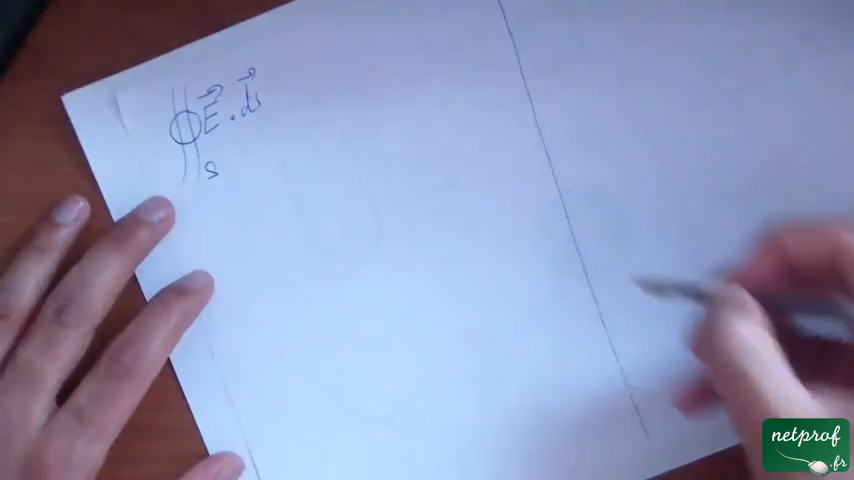 ∯ E⃗ . ds⃗
S
netprof
.fr